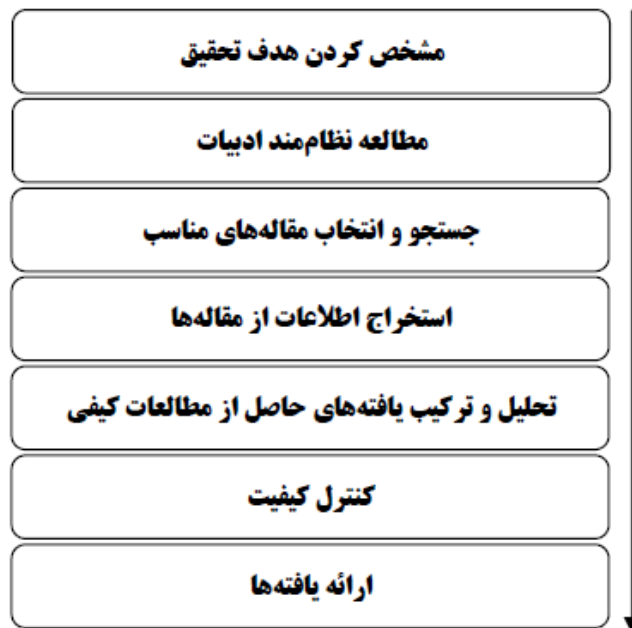 مشخص کردن هدف تحقیق
مطالعه نظام‌مند ادبیات
جستجو و انتخاب مقاله‌های مناسب
استخراج اطلاعات از مقاله‌ها
تحلیل و ترکیب یافته‌های حاصل از مطالعات کیفی
کنترل کیفیت
ارائه یافته‌ها